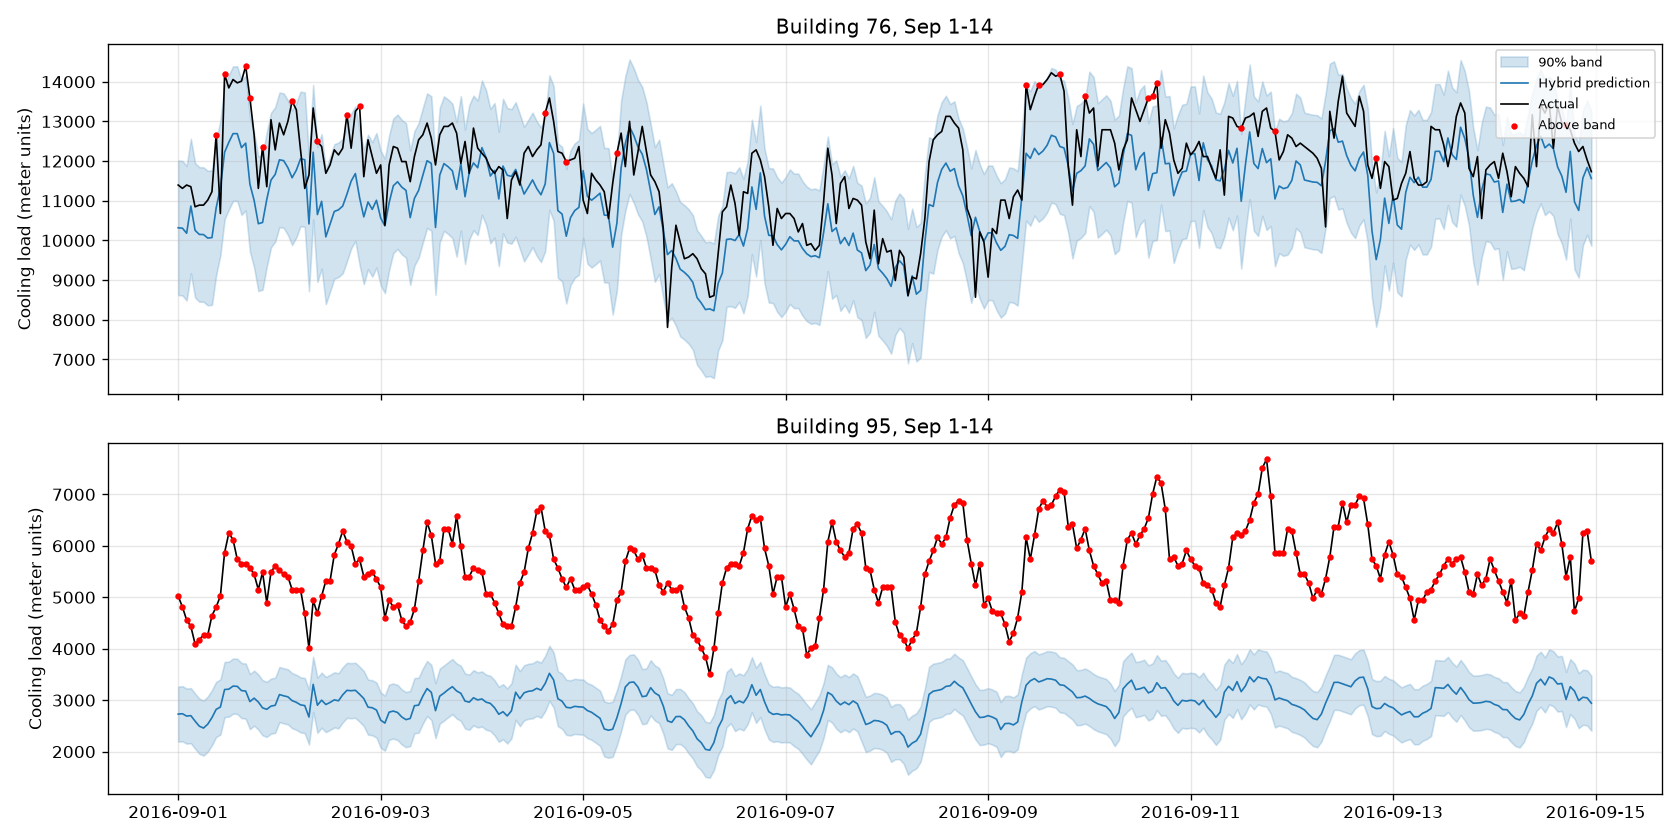 Building 76, Sep 1-14
Cooling load (meter units)
14000
13000
12000
11000
10000
9000
8000
7000
90% band
Hybrid prediction
Actual
Above band
Building 95, Sep 1-14
Cooling load (meter units)
7000
6000
5000
4000
3000
2000
2016-09-01
2016-09-03
2016-09-05
2016-09-07
2016-09-09
2016-09-11
2016-09-13
2016-09-15